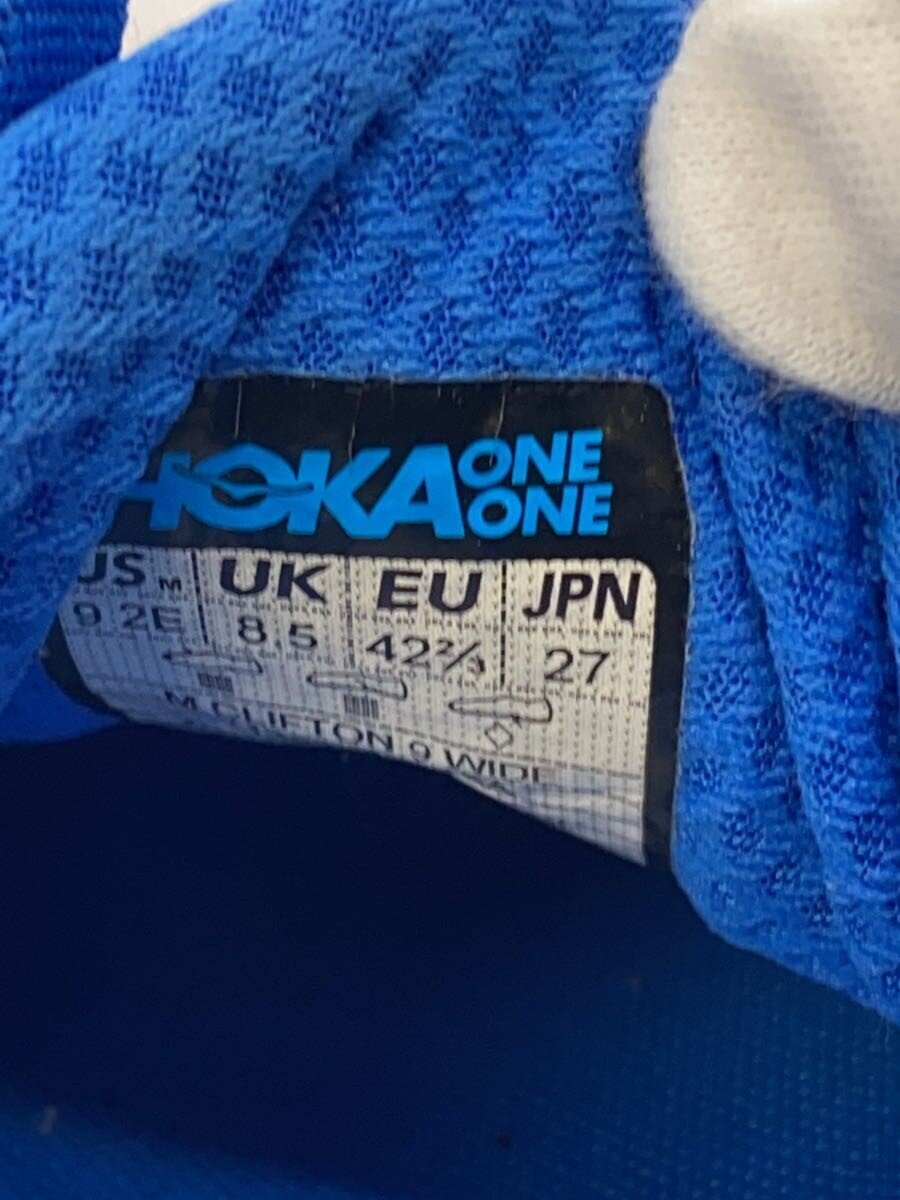 HOKA ONE ONE
US M UK EU JPN
9 2E 8.5 42⅔ 27
M CLIFTON 9 WIDE